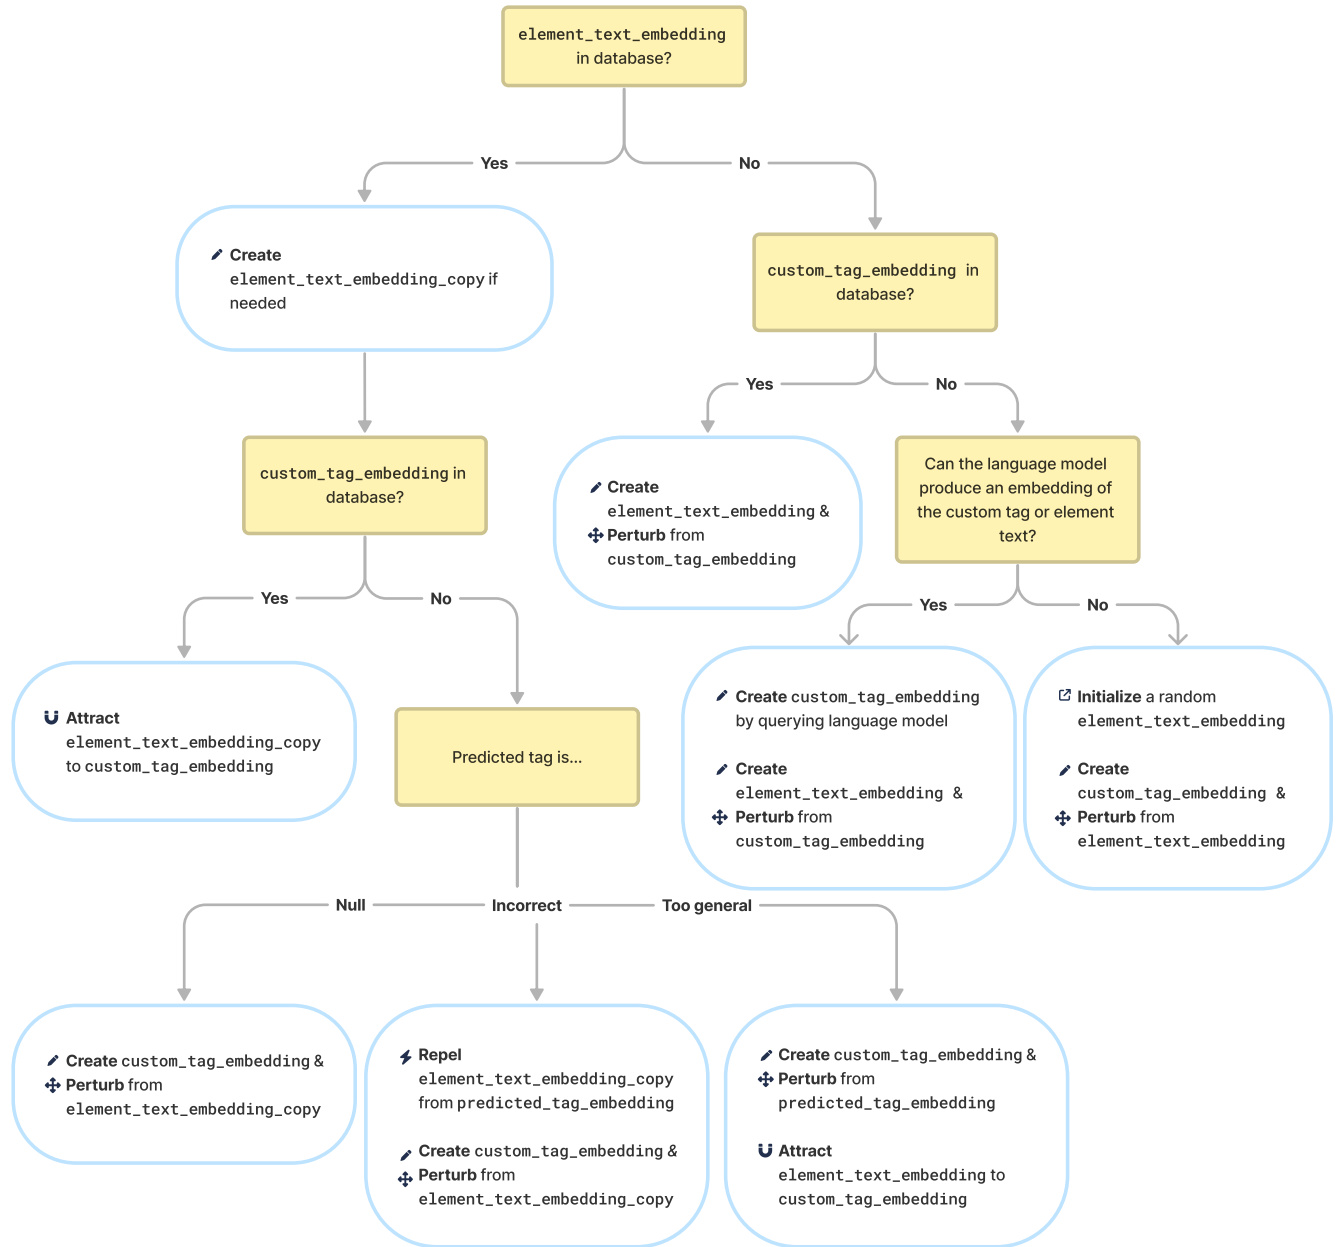 element_text_embedding
in database?
Yes
No
Create
element_text_embedding_copy if
needed
custom_tag_embedding in
database?
Yes
No
custom_tag_embedding in
database?
Create
element_text_embedding &
Perturb from
custom_tag_embedding
Can the language model
produce an embedding of
the custom tag or element
text?
Yes
No
Yes
No
Attract
element_text_embedding_copy
to custom_tag_embedding
Predicted tag is...
Create custom_tag_embedding
by querying language model
Create
element_text_embedding &
Perturb from
custom_tag_embedding
Initialize a random
element_text_embedding
Create
custom_tag_embedding &
Perturb from
element_text_embedding
Null
Incorrect
Too general
Create custom_tag_embedding &
Perturb from
element_text_embedding_copy
Repel
element_text_embedding_copy
from predicted_tag_embedding
Create custom_tag_embedding &
Perturb from
element_text_embedding_copy
Create custom_tag_embedding &
Perturb from
predicted_tag_embedding
Attract
element_text_embedding to
custom_tag_embedding